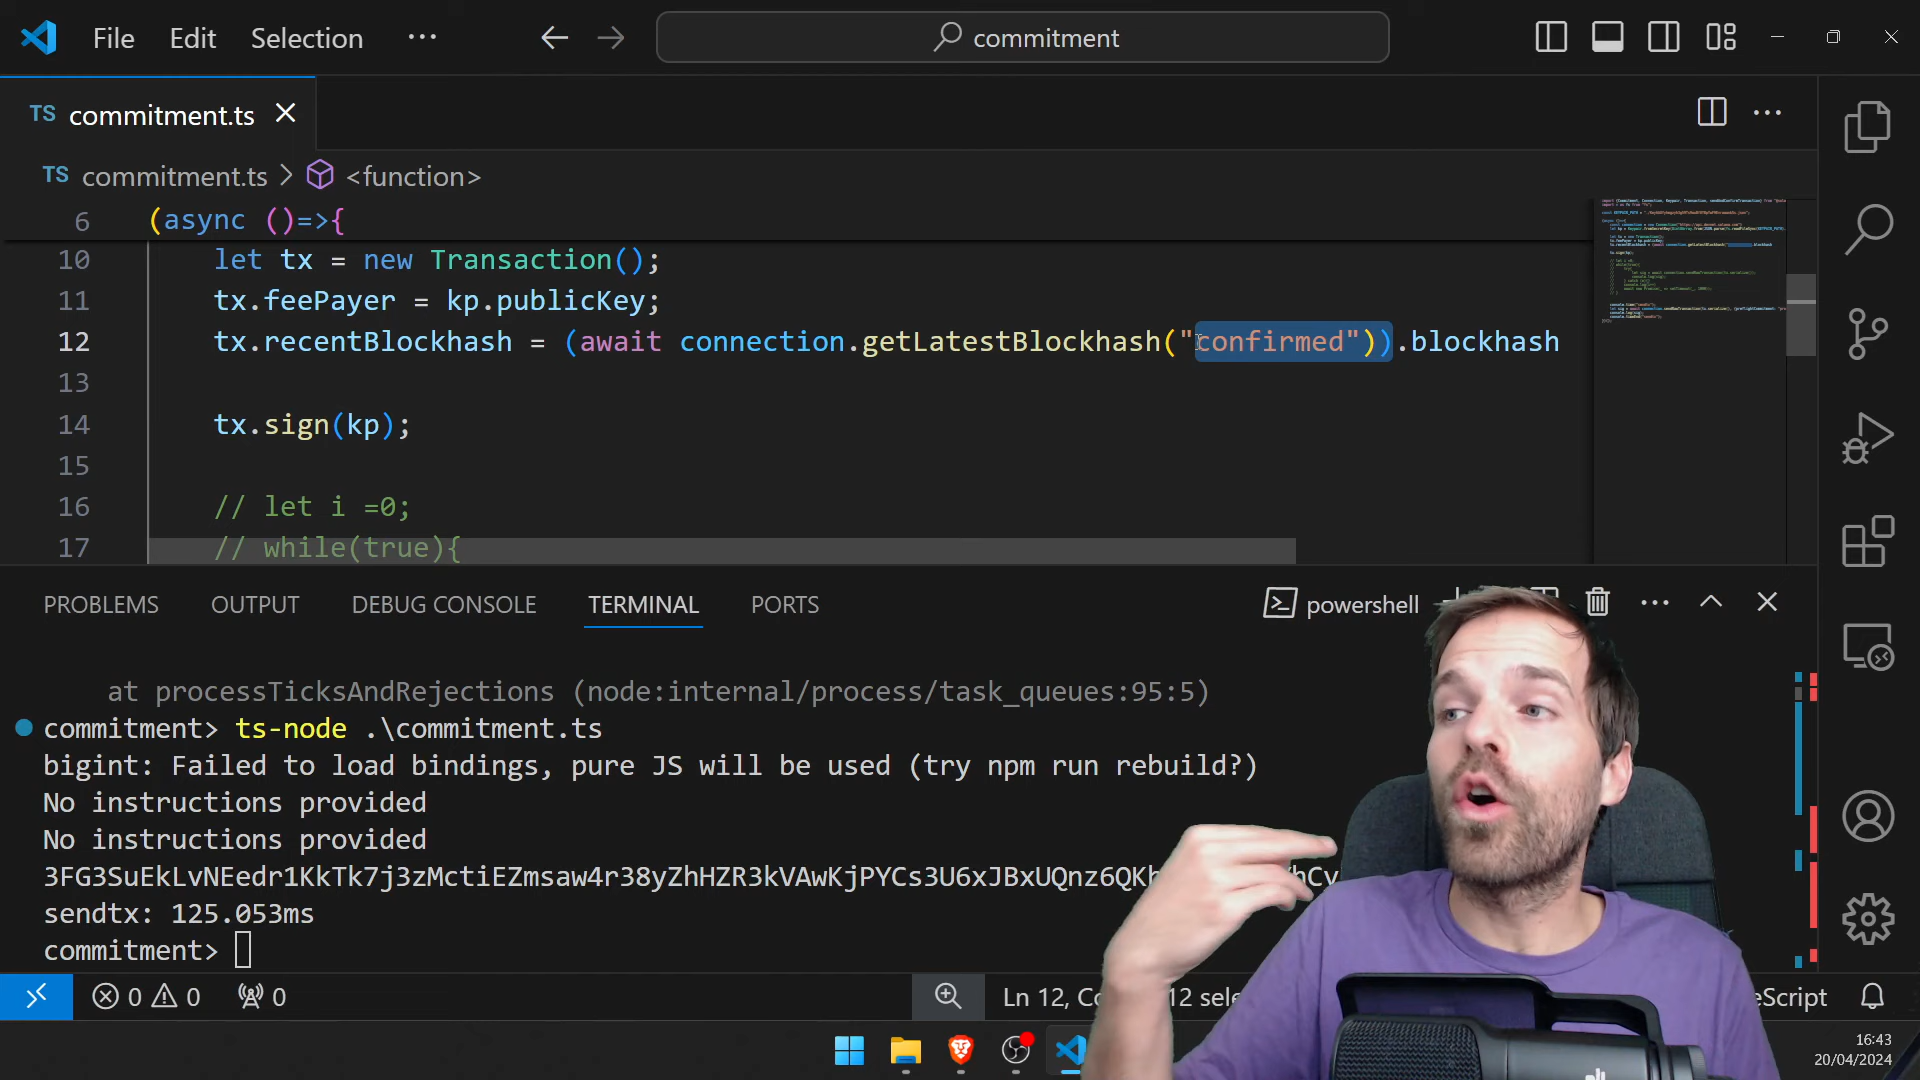 File Edit Selection ··· commitment
TS commitment.ts
TS commitment.ts > <function>
6 (async ()=>{
10 let tx = new Transaction();
11 tx.feePayer = kp.publicKey;
12 tx.recentBlockhash = (await connection.getLatestBlockhash("confirmed")).blockhash
13
14 tx.sign(kp);
15
16 // let i =0;
17 // while(true){
PROBLEMS OUTPUT DEBUG CONSOLE TERMINAL PORTS powershell
at processTicksAndRejections (node:internal/process/task_queues:95:5)
commitment> ts-node .\commitment.ts
bigint: Failed to load bindings, pure JS will be used (try npm run rebuild?)
No instructions provided
No instructions provided
3FG3SuEkLvNEedr1KkTk7j3zMctiEZmsaw4r38yZhHZR3kVAwKjPYCs3U6xJBxUQnz6QK
sendtx: 125.053ms
commitment>
0 0 0 Ln 12, Co 12 sele eScript
16:43
20/04/2024